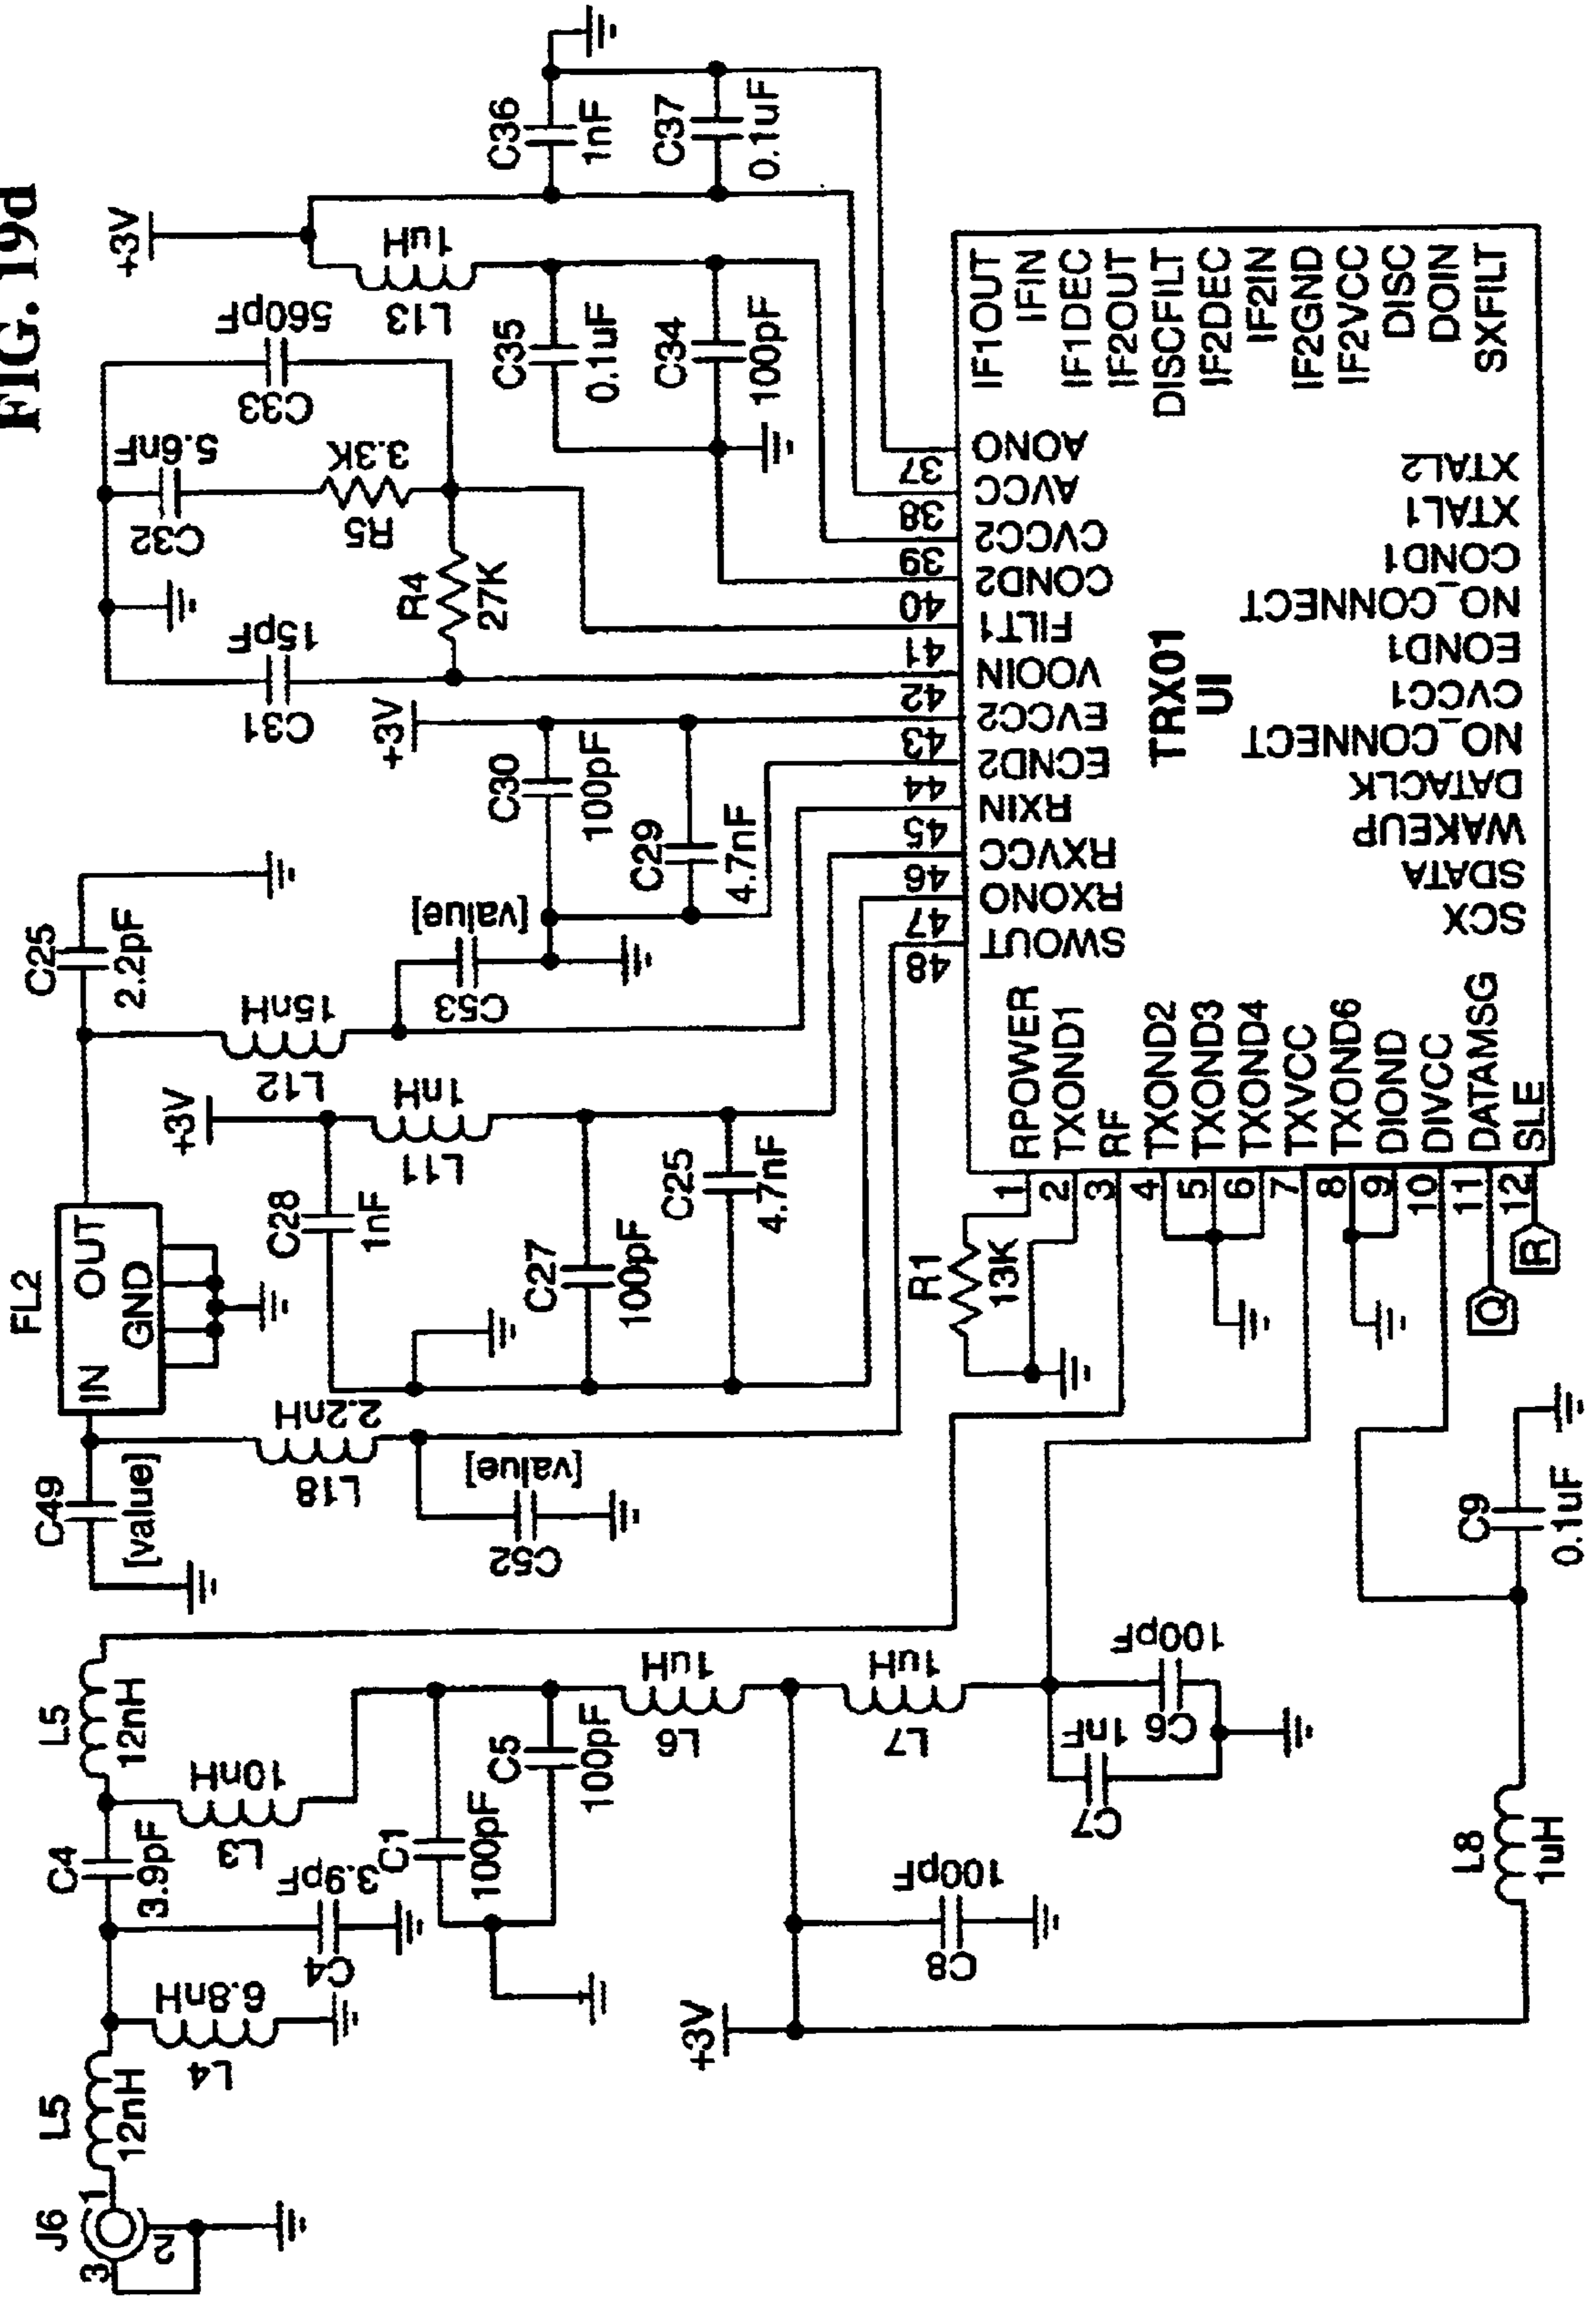 FIG. 19d
J6
1
2
3
L5
12nH
L4
6.8nH
C4
3.9pF
C4
3.9pF
L3
10nH
L5
12nH
C1
100pF
C5
100pF
L6
1uH
L7
1uH
C7
1nF
C6
100pF
C8
100pF
+3V
L8
1uH
C9
0.1uF
C49
[value]
FL2
IN
OUT
GND
L18
2.2nH
C52
[value]
C28
1nF
+3V
L11
1nH
C27
100pF
C25
4.7nF
C25
2.2pF
L12
15nH
C53
[value]
C30
100pF
C29
4.7nF
+3V
C31
15pF
R4
27K
C32
5.6nF
R5
3.3K
C33
560pF
+3V
L13
1uH
C35
0.1uF
C34
100pF
C36
1nF
C37
0.1uF
R1
13K
Q
R
TRX01
UI
1 RPOWER
2 TXOND1
3 RF
4 TXOND2
5 TXOND3
6 TXOND4
7 TXVCC
8 TXOND6
9 DIOND
10 DIVCC
11 DATAMSG
12 SLE
48 SWOUT
47 RXONO
46 RXVCC
45 RXIN
44 ECND2
43 EVCC2
42 VOOIN
41 FILT1
40 COND2
39 CVCC2
38 AVCC
37 AONO
IF1OUT
IFIN
IF1DEC
IF2OUT
DISCFILT
IF2DEC
IF2IN
IF2GND
IF2VCC
DISC
DOIN
SXFILT
SCX
SDATA
WAKEUP
DATACLK
NO_CONNECT
CVCC1
EOND1
NO_CONNECT
COND1
XTAL1
XTAL2